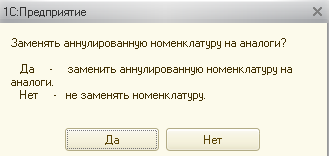 1С:Предприятие
Заменять аннулированную номенклатуру на аналоги?
Да - заменить аннулированную номенклатуру на
аналоги.
Нет - не заменять номенклатуру.
Да Нет